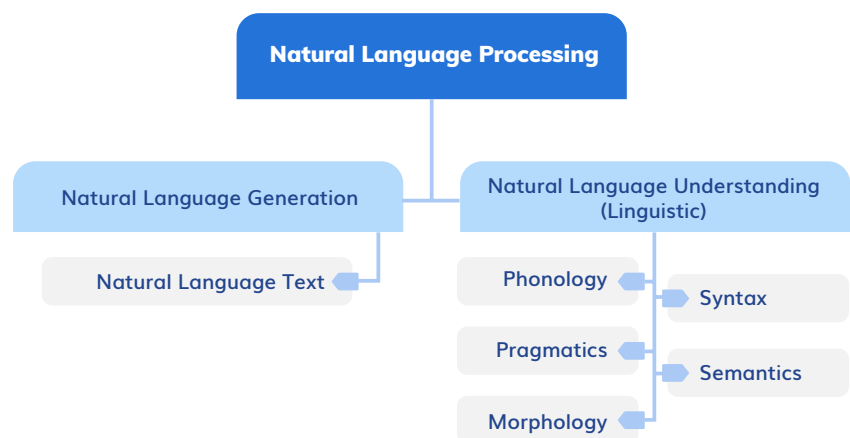 Natural Language Processing
Natural Language Generation
Natural Language Understanding
(Linguistic)
Natural Language Text
Phonology
Syntax
Pragmatics
Semantics
Morphology